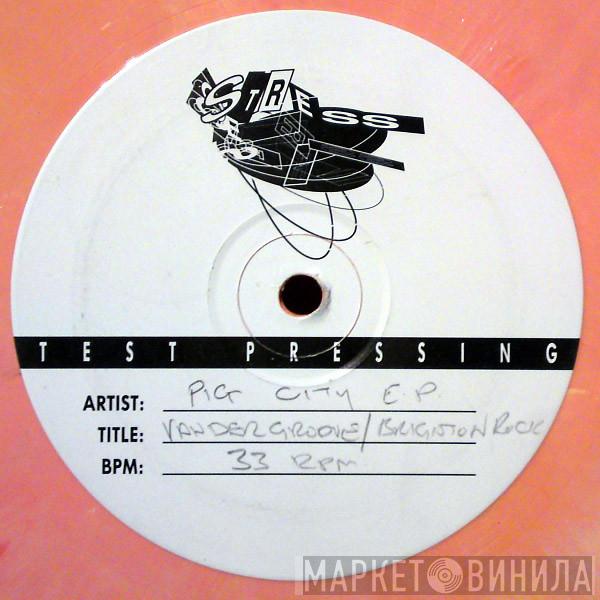 STRESS
TEST PRESSING
ARTIST: PIG CITY E.P.
TITLE: VANDERGROOVE/BRIGHTON ROCK
BPM: 33 RPM
МАРКЕТ ВИНИЛА